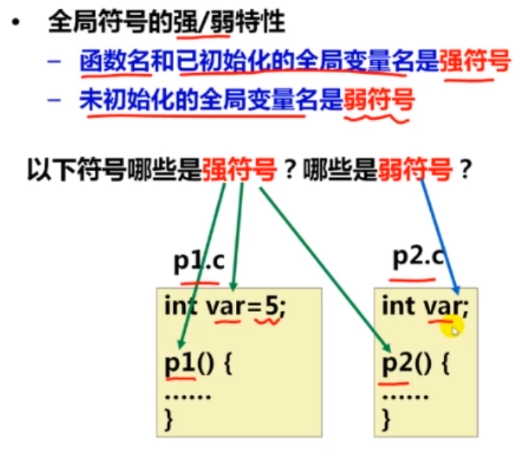 • 全局符号的强/弱特性
– 函数名和已初始化的全局变量名是强符号
– 未初始化的全局变量名是弱符号
以下符号哪些是强符号？哪些是弱符号？
p1.c
int var=5;
p1() {
......
}
p2.c
int var;
p2() {
......
}